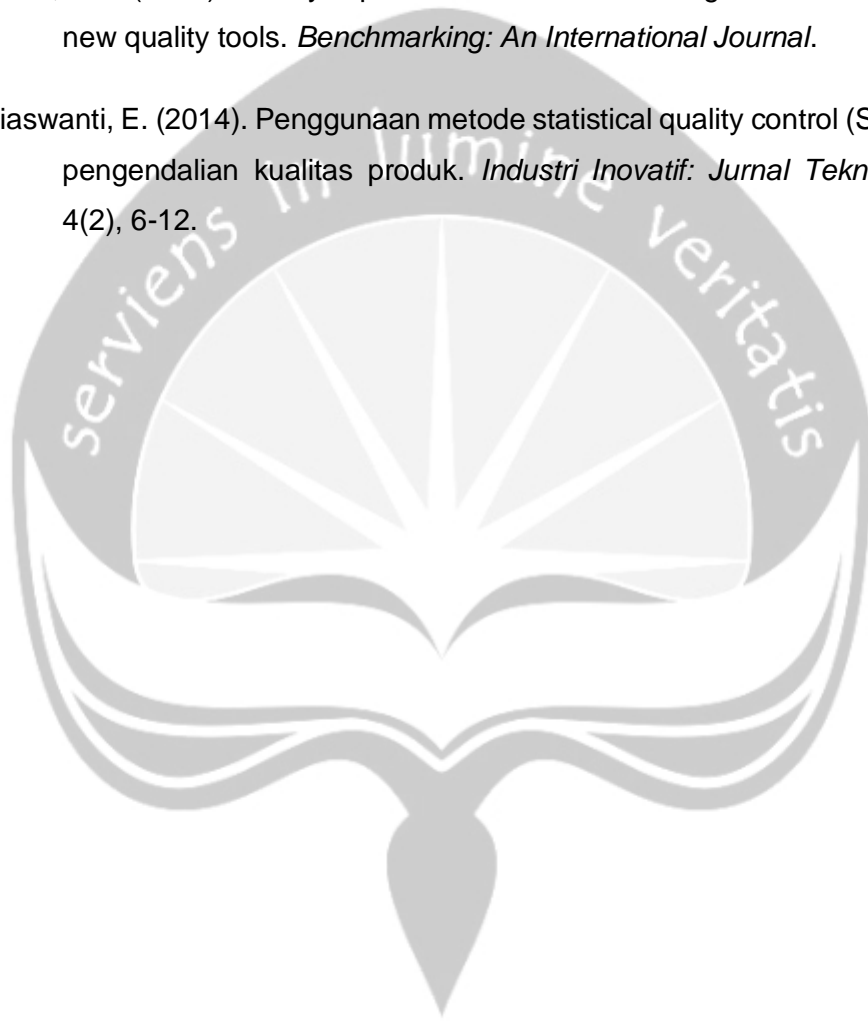 new quality tools. Benchmarking: An International Journal.
iaswanti, E. (2014). Penggunaan metode statistical quality control (S
pengendalian kualitas produk. Industri Inovatif: Jurnal Tekn
4(2), 6-12.
serviens in lumine veritatis